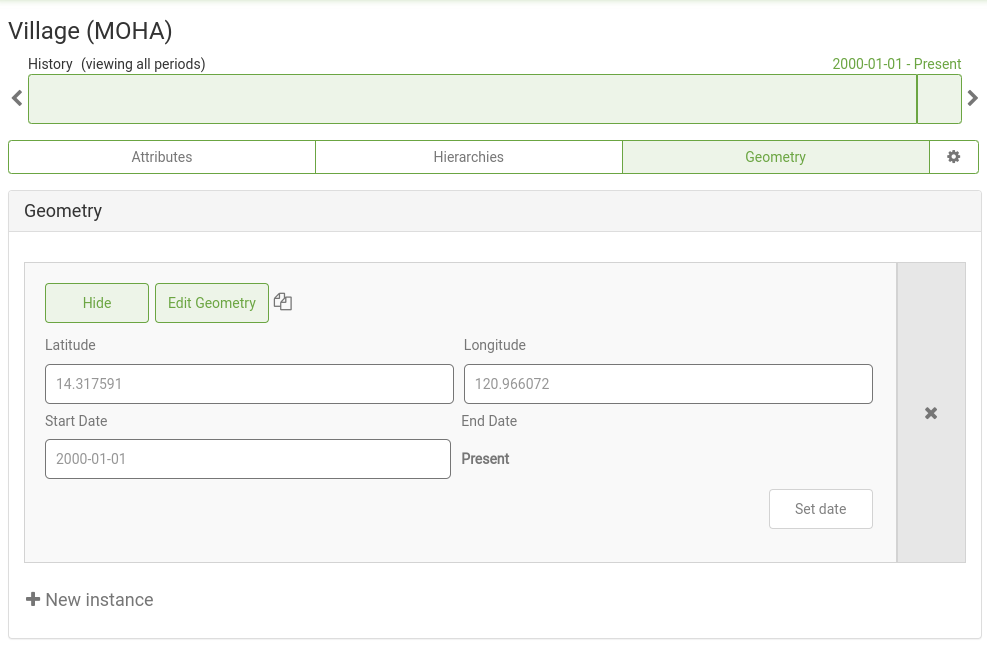 Village (MOHA)
History (viewing all periods) 2000-01-01 - Present
Attributes Hierarchies Geometry
Geometry
Hide Edit Geometry
Latitude Longitude
14.317591 120.966072
Start Date End Date
2000-01-01 Present
Set date
New instance